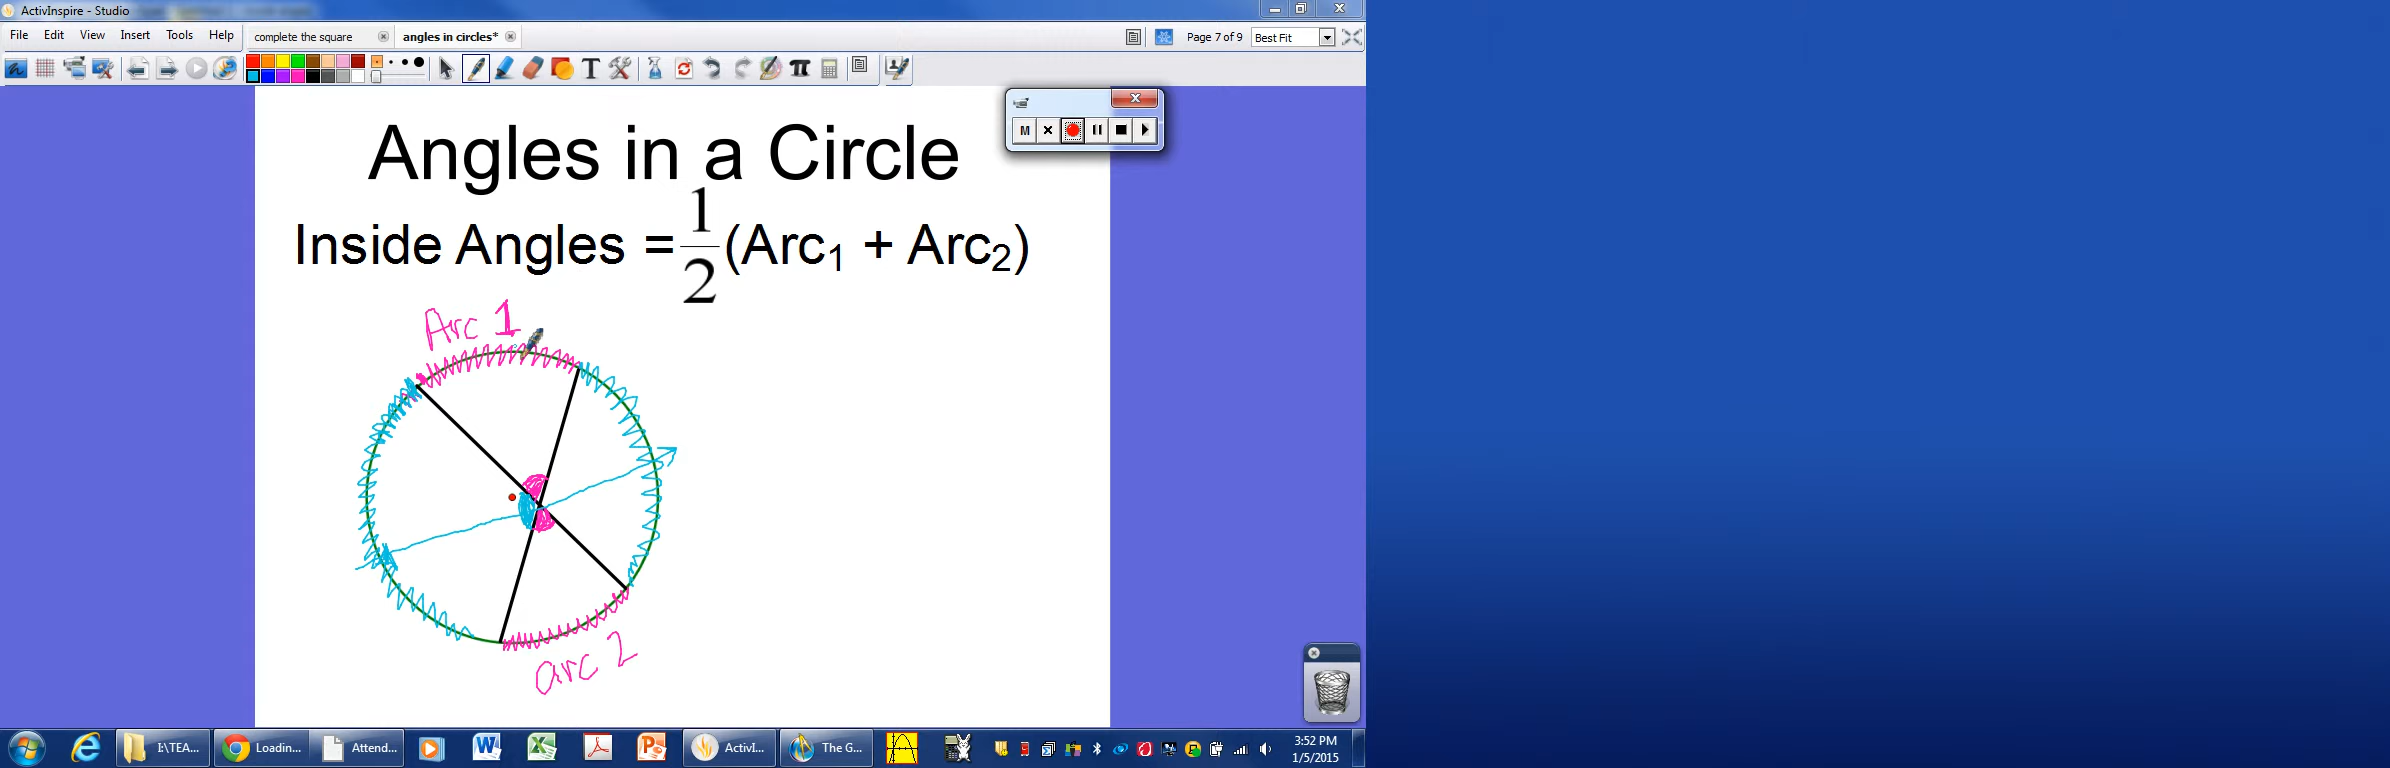 ActivInspire - Studio
File Edit View Insert Tools Help
complete the square
angles in circles*
Page 7 of 9
Best Fit
T
π
M
Angles in a Circle
Inside Angles = 1/2 (Arc₁ + Arc₂)
Arc 1
arc 2
I:\TEA...
Loadin...
Attend...
ActivI...
The G...
3:52 PM
1/5/2015